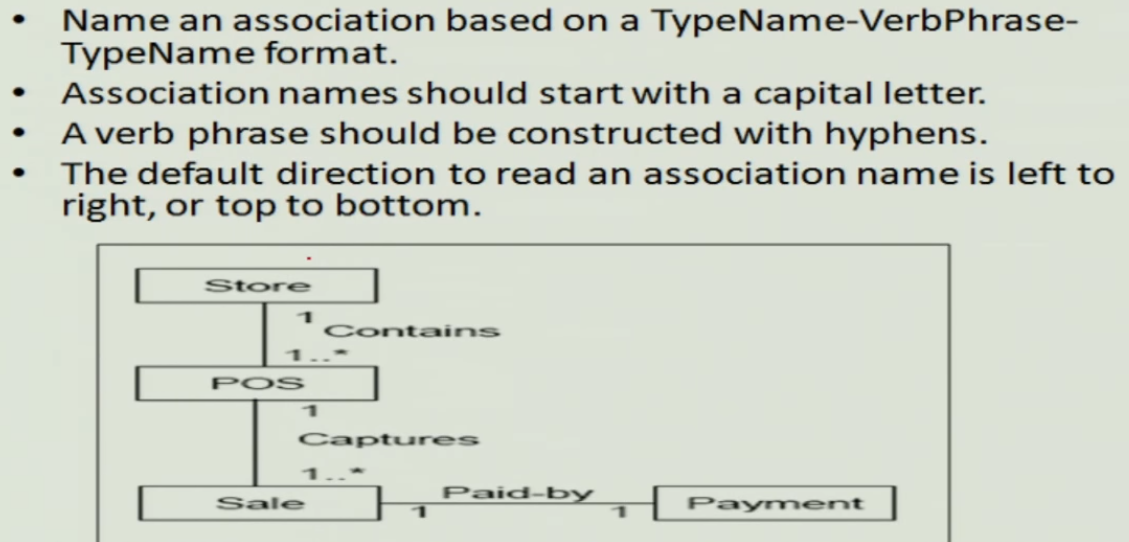 • Name an association based on a TypeName-VerbPhrase-
TypeName format.
• Association names should start with a capital letter.
• A verb phrase should be constructed with hyphens.
• The default direction to read an association name is left to
right, or top to bottom.
Store
1
Contains
1..*
POS
1
Captures
1..*
Sale
Paid-by
1
1
Payment